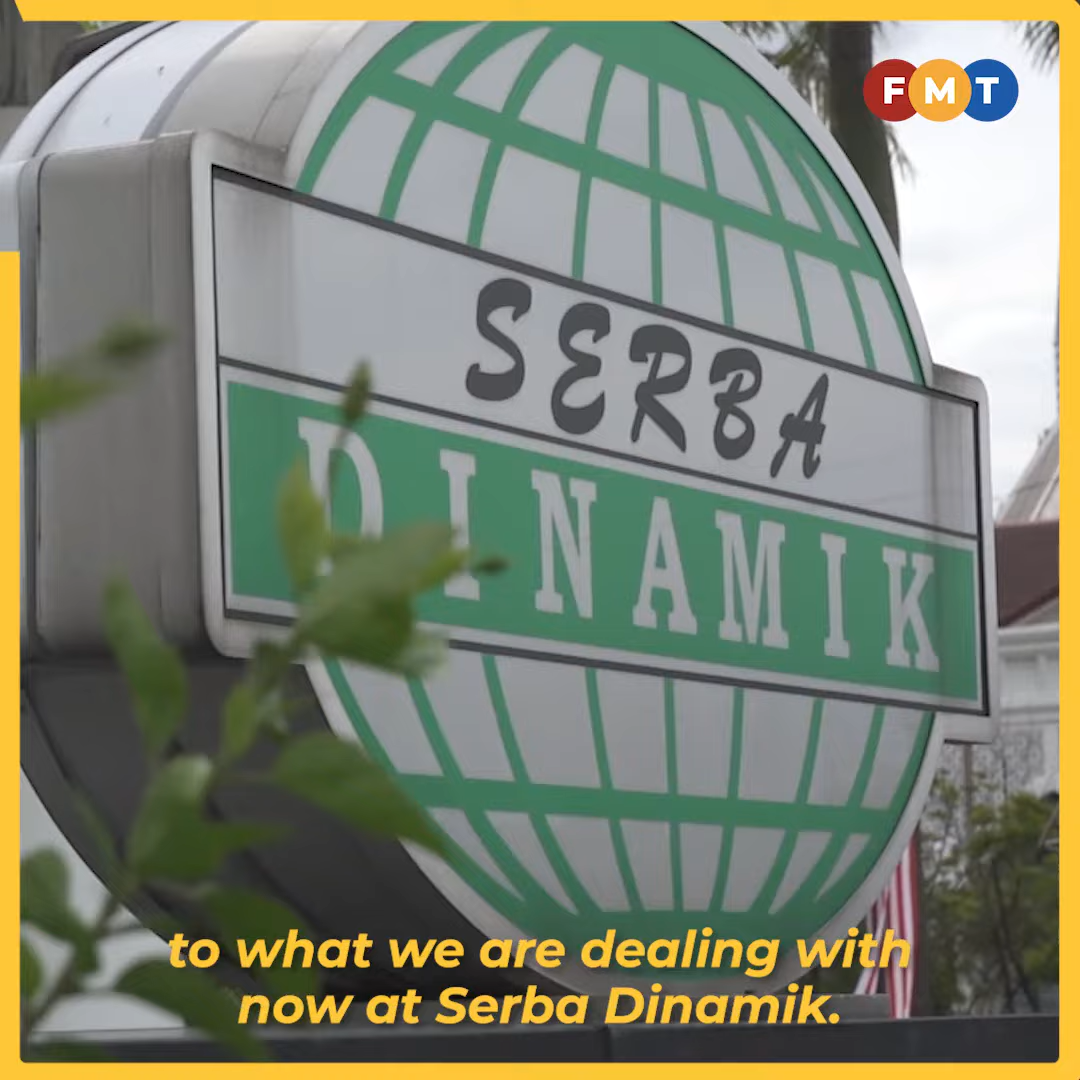 FMT
SERBA
DINAMIK
to what we are dealing with
now at Serba Dinamik.